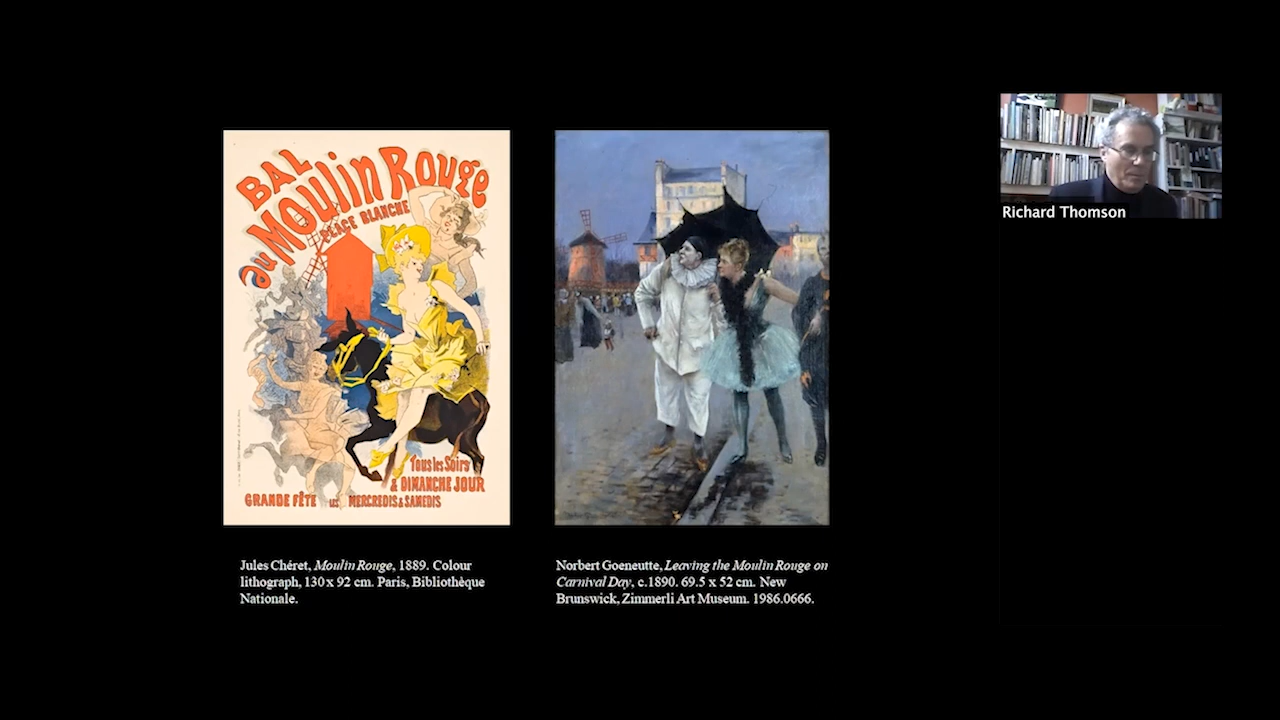 BAL
au Moulin Rouge
PLACE BLANCHE
Tous les Soirs
& DIMANCHE JOUR
GRANDE FÊTE LES MERCREDIS & SAMEDIS
Jules Chéret, Moulin Rouge, 1889. Colour
lithograph, 130 x 92 cm. Paris, Bibliothèque
Nationale.
Norbert Goeneutte, Leaving the Moulin Rouge on
Carnival Day, c.1890. 69.5 x 52 cm. New
Brunswick, Zimmerli Art Museum. 1986.0666.
Richard Thomson